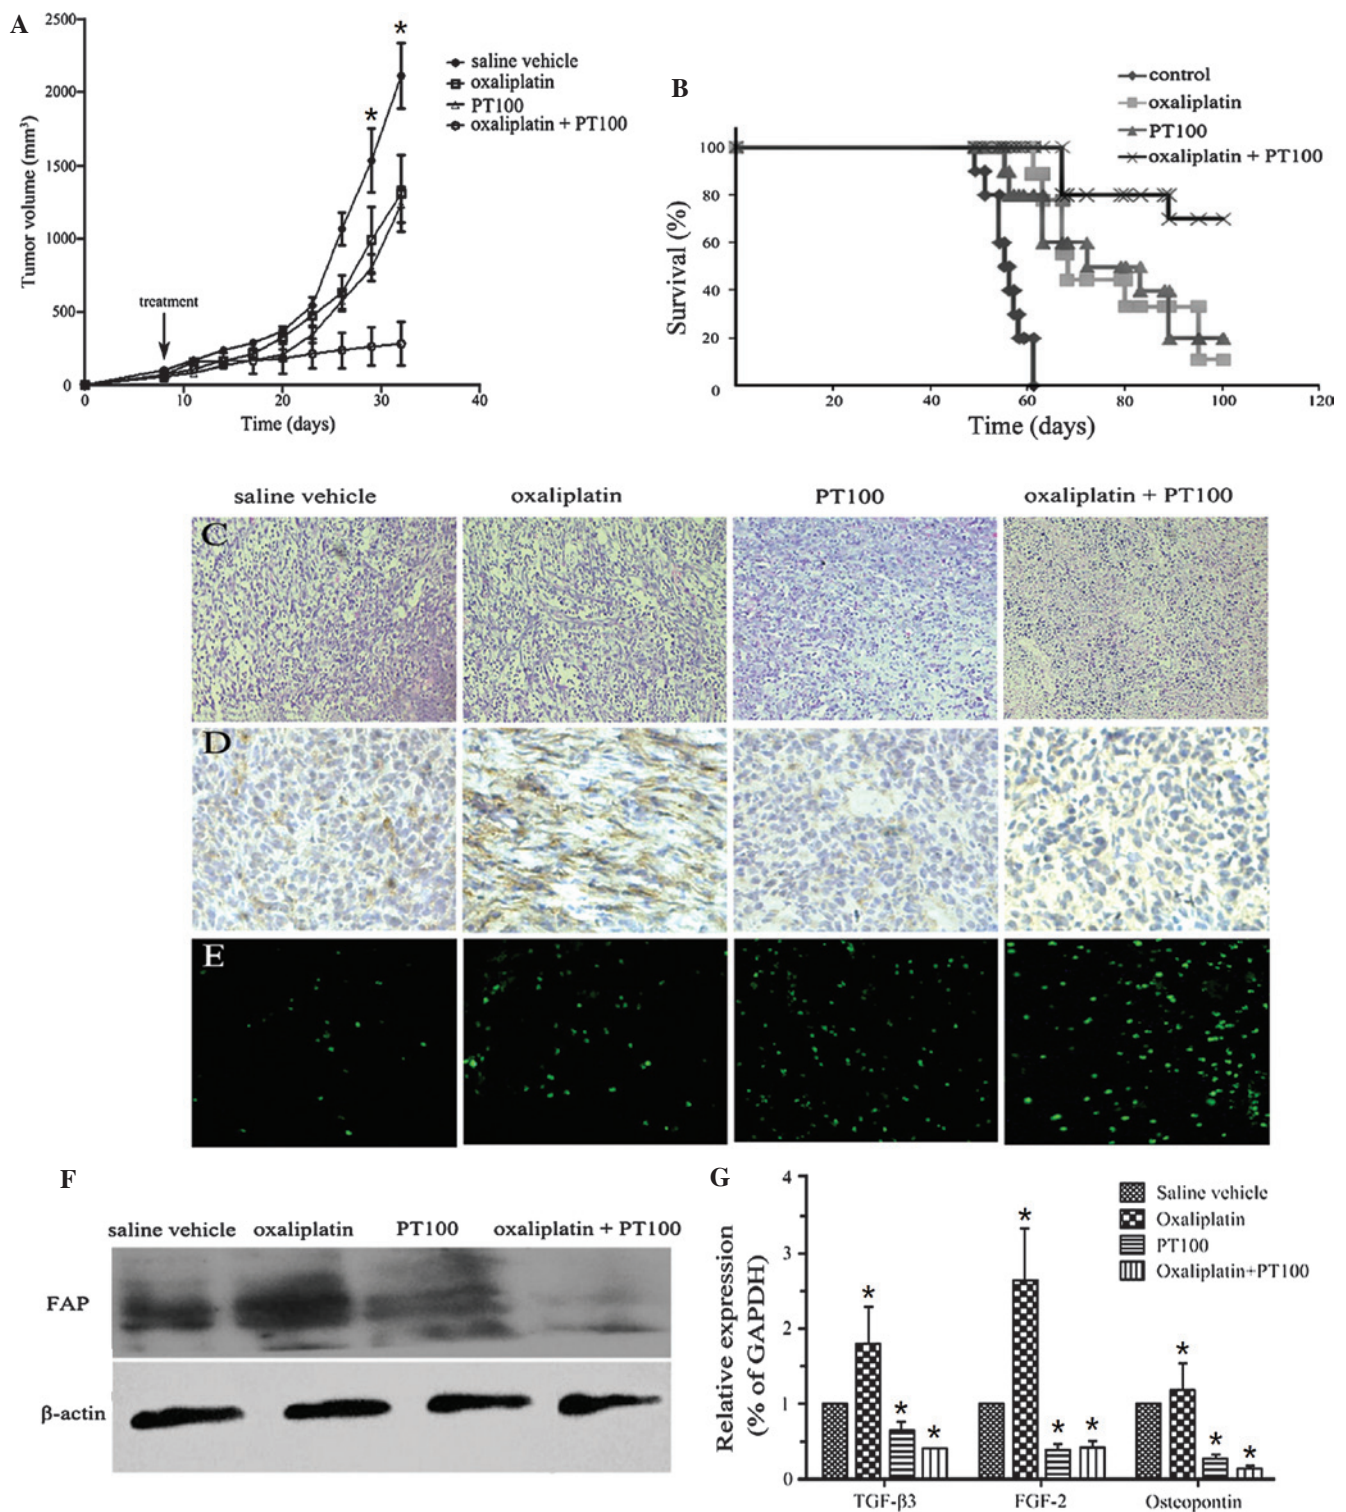 A
2500
2000
1500
1000
500
0
Tumor volume (mm³)
treatment
*
*
saline vehicle
oxaliplatin
PT100
oxaliplatin + PT100
0
10
20
30
40
Time (days)
B
control
oxaliplatin
PT100
oxaliplatin + PT100
100
80
60
40
20
0
Survival (%)
20
40
60
80
100
120
Time (days)
saline vehicle
oxaliplatin
PT100
oxaliplatin + PT100
C
D
E
F
saline vehicle
oxaliplatin
PT100
oxaliplatin + PT100
FAP
β-actin
G
4
3
2
1
0
Relative expression
(% of GAPDH)
Saline vehicle
Oxaliplatin
PT100
Oxaliplatin+PT100
* * *
* * *
* * *
TGF-β3
FGF-2
Osteopontin